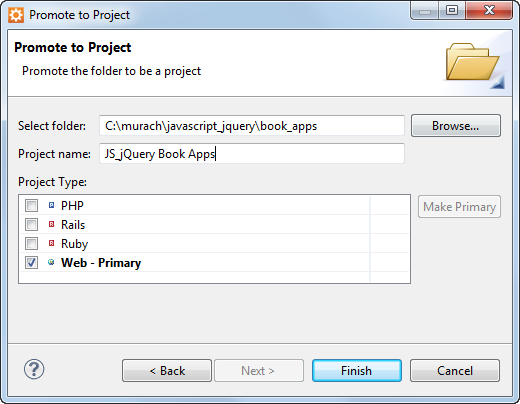 Promote to Project
Promote to Project
Promote the folder to be a project
Select folder: C:\murach\javascript_jquery\book_apps Browse...
Project name: JS_jQuery Book Apps
Project Type:
PHP Make Primary
Rails
Ruby
Web - Primary
? < Back Next > Finish Cancel